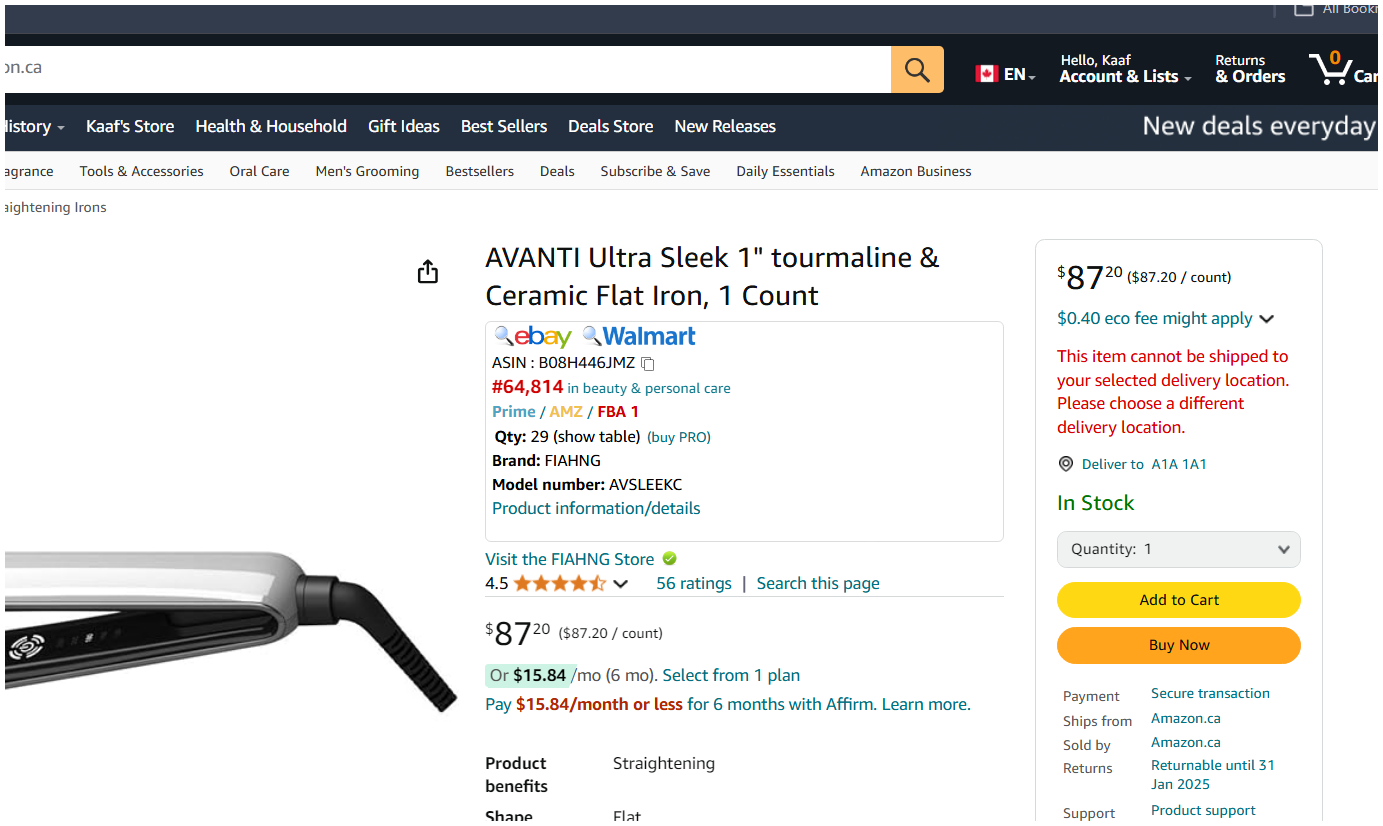 All Book
on.ca
EN
Hello, Kaaf
Account & Lists
Returns
& Orders
0
Car
History
Kaaf's Store
Health & Household
Gift Ideas
Best Sellers
Deals Store
New Releases
New deals everyday
agrance
Tools & Accessories
Oral Care
Men's Grooming
Bestsellers
Deals
Subscribe & Save
Daily Essentials
Amazon Business
aightening Irons
AVANTI Ultra Sleek 1" tourmaline &
Ceramic Flat Iron, 1 Count
ebay Walmart
ASIN : B08H446JMZ
#64,814 in beauty & personal care
Prime / AMZ / FBA 1
Qty: 29 (show table) (buy PRO)
Brand: FIAHNG
Model number: AVSLEEKC
Product information/details
Visit the FIAHNG Store
4.5
56 ratings | Search this page
$8720 ($87.20 / count)
Or $15.84 /mo (6 mo). Select from 1 plan
Pay $15.84/month or less for 6 months with Affirm. Learn more.
Product benefits Straightening
Shape Flat
$8720 ($87.20 / count)
$0.40 eco fee might apply
This item cannot be shipped to
your selected delivery location.
Please choose a different
delivery location.
Deliver to A1A 1A1
In Stock
Quantity: 1
Add to Cart
Buy Now
Payment Secure transaction
Ships from Amazon.ca
Sold by Amazon.ca
Returns Returnable until 31
Jan 2025
Support Product support